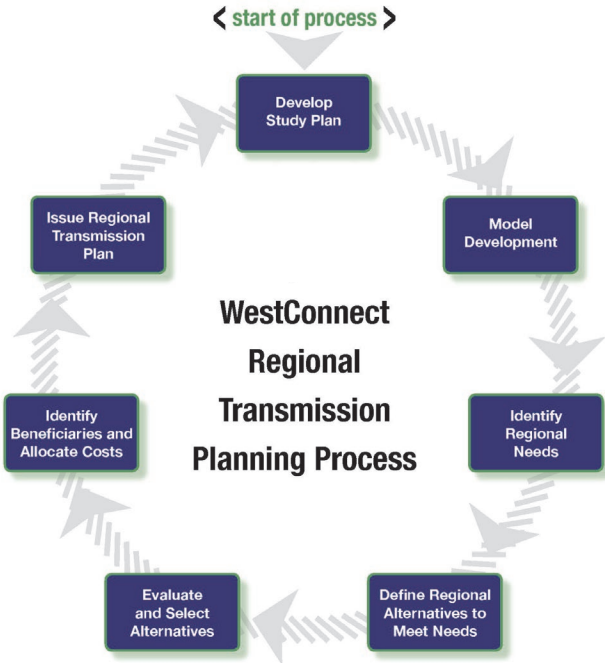 < start of process >
Develop
Study Plan
Model
Development
Identify
Regional
Needs
Define Regional
Alternatives to
Meet Needs
Evaluate
and Select
Alternatives
Identify
Beneficiaries and
Allocate Costs
Issue Regional
Transmission
Plan
WestConnect
Regional
Transmission
Planning Process